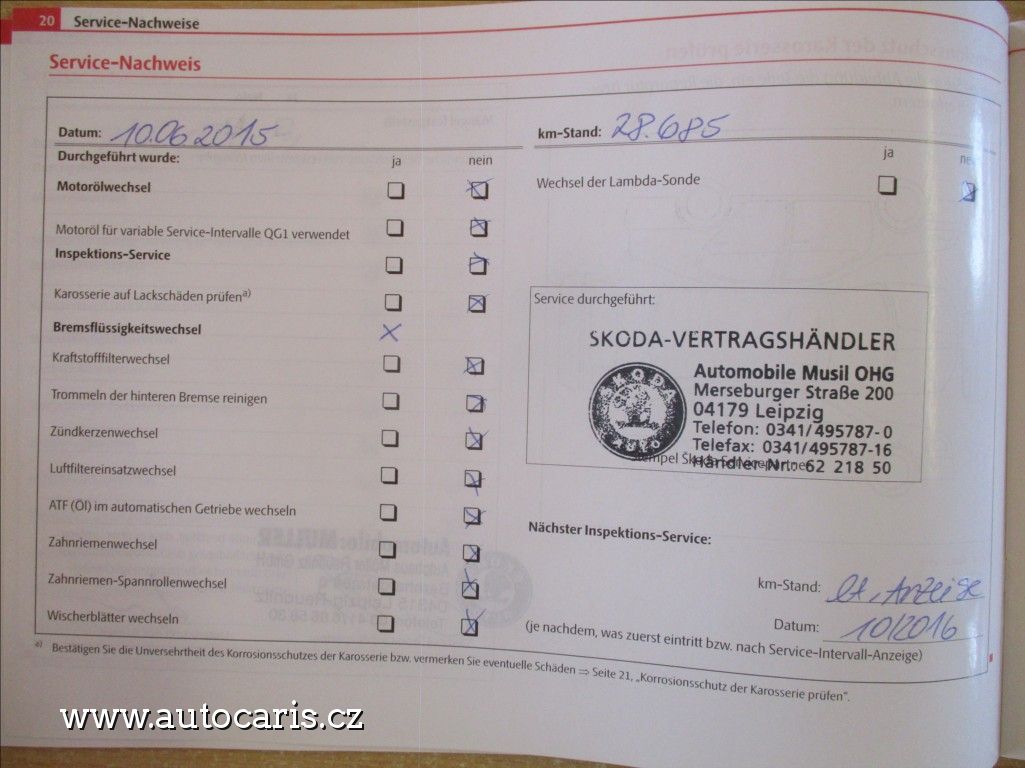 20 Service-Nachweise
Service-Nachweis
Datum: 10.06.2015
km-Stand: 28.685
Durchgeführt wurde: ja nein
ja
Motorölwechsel
Wechsel der Lambda-Sonde
Motoröl für variable Service-Intervalle QG1 verwendet
Inspektions-Service
Karosserie auf Lackschäden prüfen a)
Bremsflüssigkeitswechsel
Kraftstofffilterwechsel
Trommeln der hinteren Bremse reinigen
Zündkerzenwechsel
Luftfiltereinsatzwechsel
ATF (Öl) im automatischen Getriebe wechseln
Zahnriemenwechsel
Zahnriemen-Spannrollenwechsel
Wischerblätter wechseln
Service durchgeführt:
SKODA-VERTRAGSHÄNDLER
SKODA
AUTO
Automobile Musil OHG
Merseburger Straße 200
04179 Leipzig
Telefon: 0341/495787-0
Telefax: 0341/495787-16
Händler Nr.: 62 218 50
Nächster Inspektions-Service:
km-Stand: lt. Anzeige
Datum: 10/2016
(je nachdem, was zuerst eintritt bzw. nach Service-Intervall-Anzeige)
a) Bestätigen Sie die Unversehrtheit des Korrosionsschutzes der Karosserie bzw. vermerken Sie eventuelle Schäden ⇒ Seite 21, „Korrosionsschutz der Karosserie prüfen“.
www.autocaris.cz